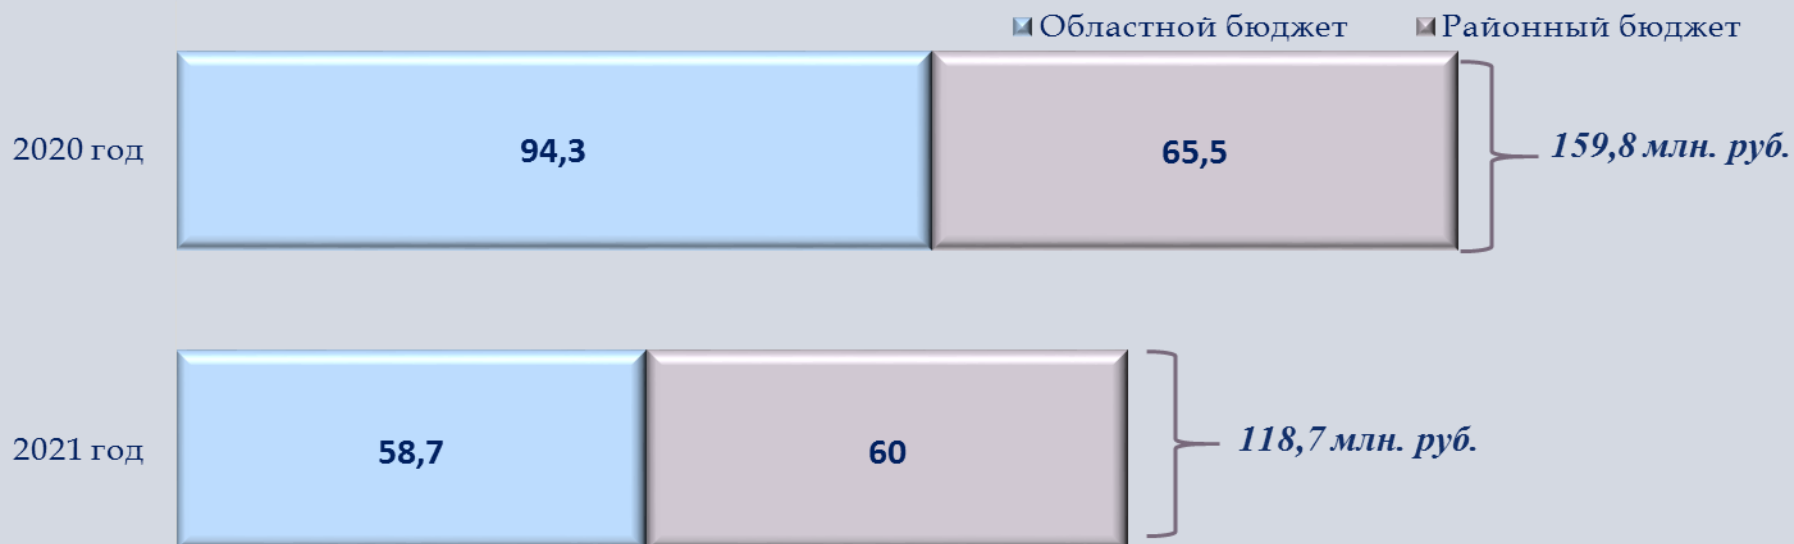 Областной бюджет Районный бюджет
2020 год 94,3 65,5 159,8 млн. руб.
2021 год 58,7 60 118,7 млн. руб.